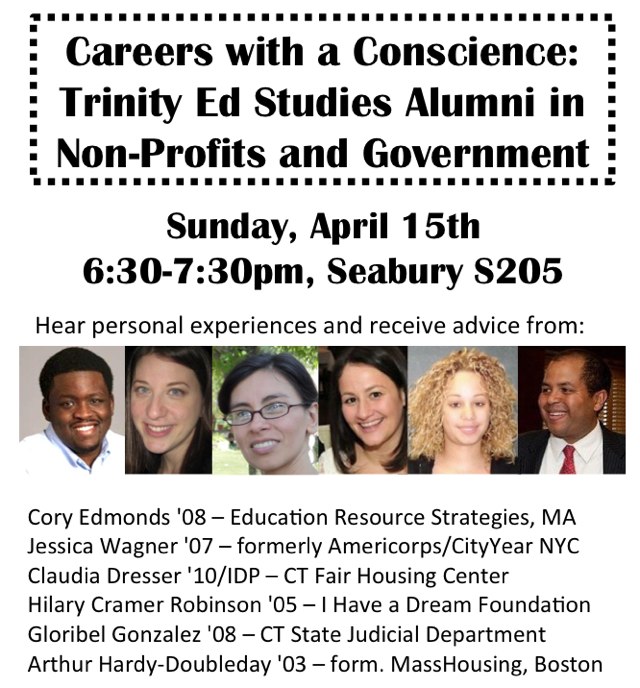 Careers with a Conscience:
Trinity Ed Studies Alumni in
Non-Profits and Government
Sunday, April 15th
6:30-7:30pm, Seabury S205
Hear personal experiences and receive advice from:
Cory Edmonds '08 – Education Resource Strategies, MA
Jessica Wagner '07 – formerly Americorps/CityYear NYC
Claudia Dresser '10/IDP – CT Fair Housing Center
Hilary Cramer Robinson '05 – I Have a Dream Foundation
Gloribel Gonzalez '08 – CT State Judicial Department
Arthur Hardy-Doubleday '03 – form. MassHousing, Boston